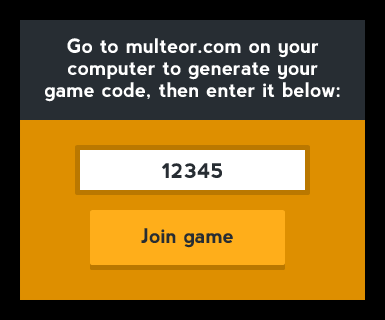 Go to multeor.com on your
computer to generate your
game code, then enter it below:
12345
Join game